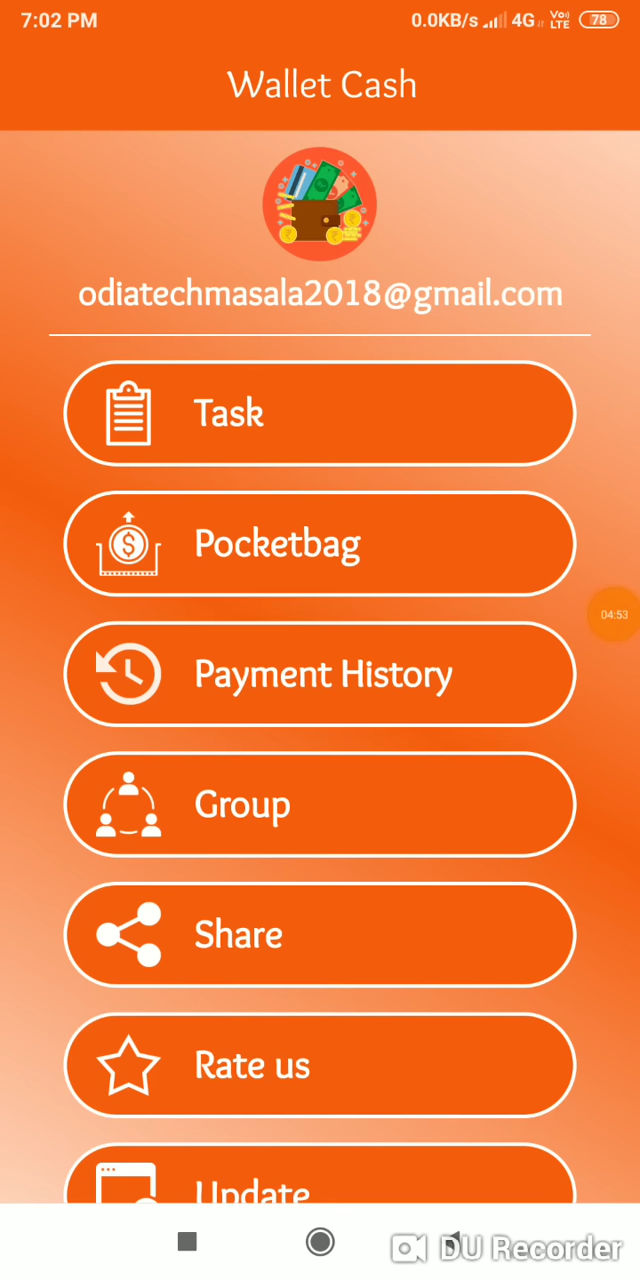 7:02 PM 0.0KB/s 4G Vo)) LTE 78
Wallet Cash
odiatechmasala2018@gmail.com
Task
Pocketbag
Payment History
04:53
Group
Share
Rate us
Update
DU Recorder